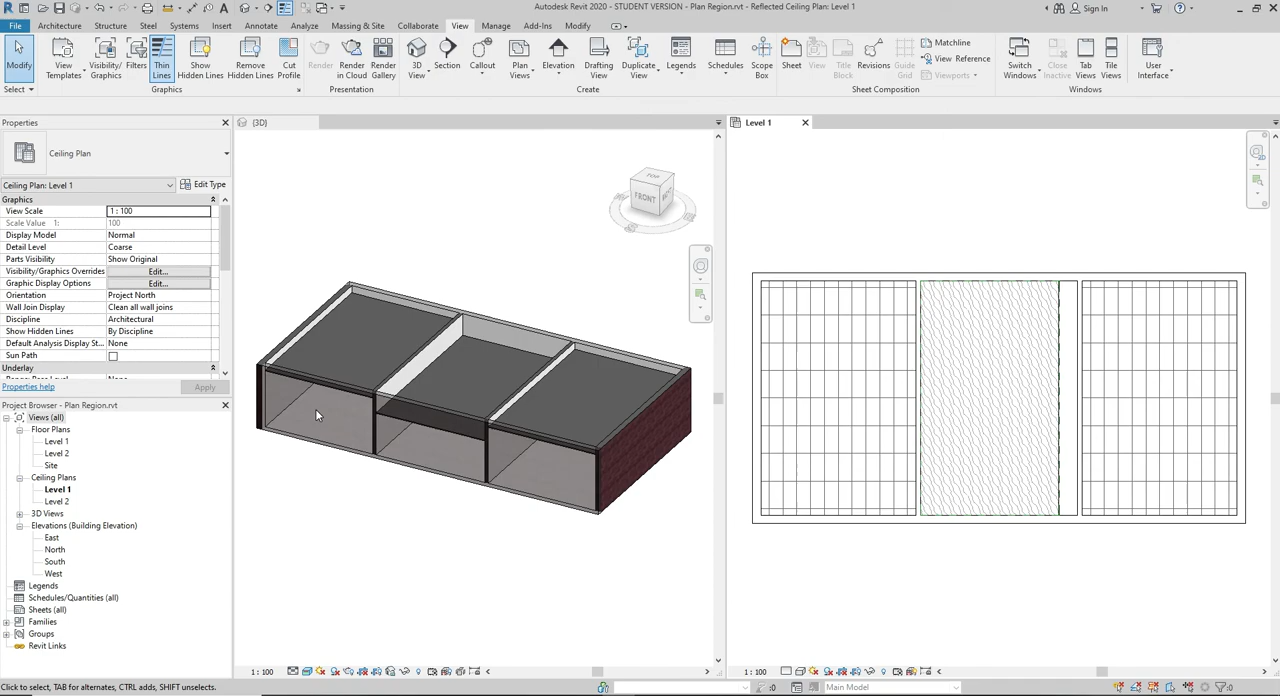 Autodesk Revit 2020 - STUDENT VERSION - Plan Region.rvt - Reflected Ceiling Plan: Level 1
Sign In
File Architecture Structure Steel Systems Insert Annotate Analyze Massing & Site Collaborate View Manage Add-Ins Modify
Modify
View Templates
Visibility/ Graphics
Filters
Thin Lines
Show Hidden Lines
Remove Hidden Lines
Cut Profile
Render
Render in Cloud
Render Gallery
3D View
Section
Callout
Plan Views
Elevation
Drafting View
Duplicate View
Legends
Schedules
Scope Box
Sheet
View
Title Block
Revisions
Guide Grid
Matchline
View Reference
Viewports
Switch Windows
Close Inactive
Tab Views
Tile Views
User Interface
Select Graphics Presentation Create Sheet Composition Windows
Properties
Ceiling Plan
Ceiling Plan: Level 1 Edit Type
Graphics
View Scale 1 : 100
Scale Value 1: 100
Display Model Normal
Detail Level Coarse
Parts Visibility Show Original
Visibility/Graphics Overrides Edit...
Graphic Display Options Edit...
Orientation Project North
Wall Join Display Clean all wall joins
Discipline Architectural
Show Hidden Lines By Discipline
Default Analysis Display St... None
Sun Path
Underlay
Properties help Apply
Project Browser - Plan Region.rvt
Views (all)
Floor Plans
Level 1
Level 2
Site
Ceiling Plans
Level 1
Level 2
3D Views
Elevations (Building Elevation)
East
North
South
West
Legends
Schedules/Quantities (all)
Sheets (all)
Families
Groups
Revit Links
{3D}
TOP
FRONT
1 : 100
Level 1
1 : 100
Click to select, TAB for alternates, CTRL adds, SHIFT unselects.
:0
Main Model
:0